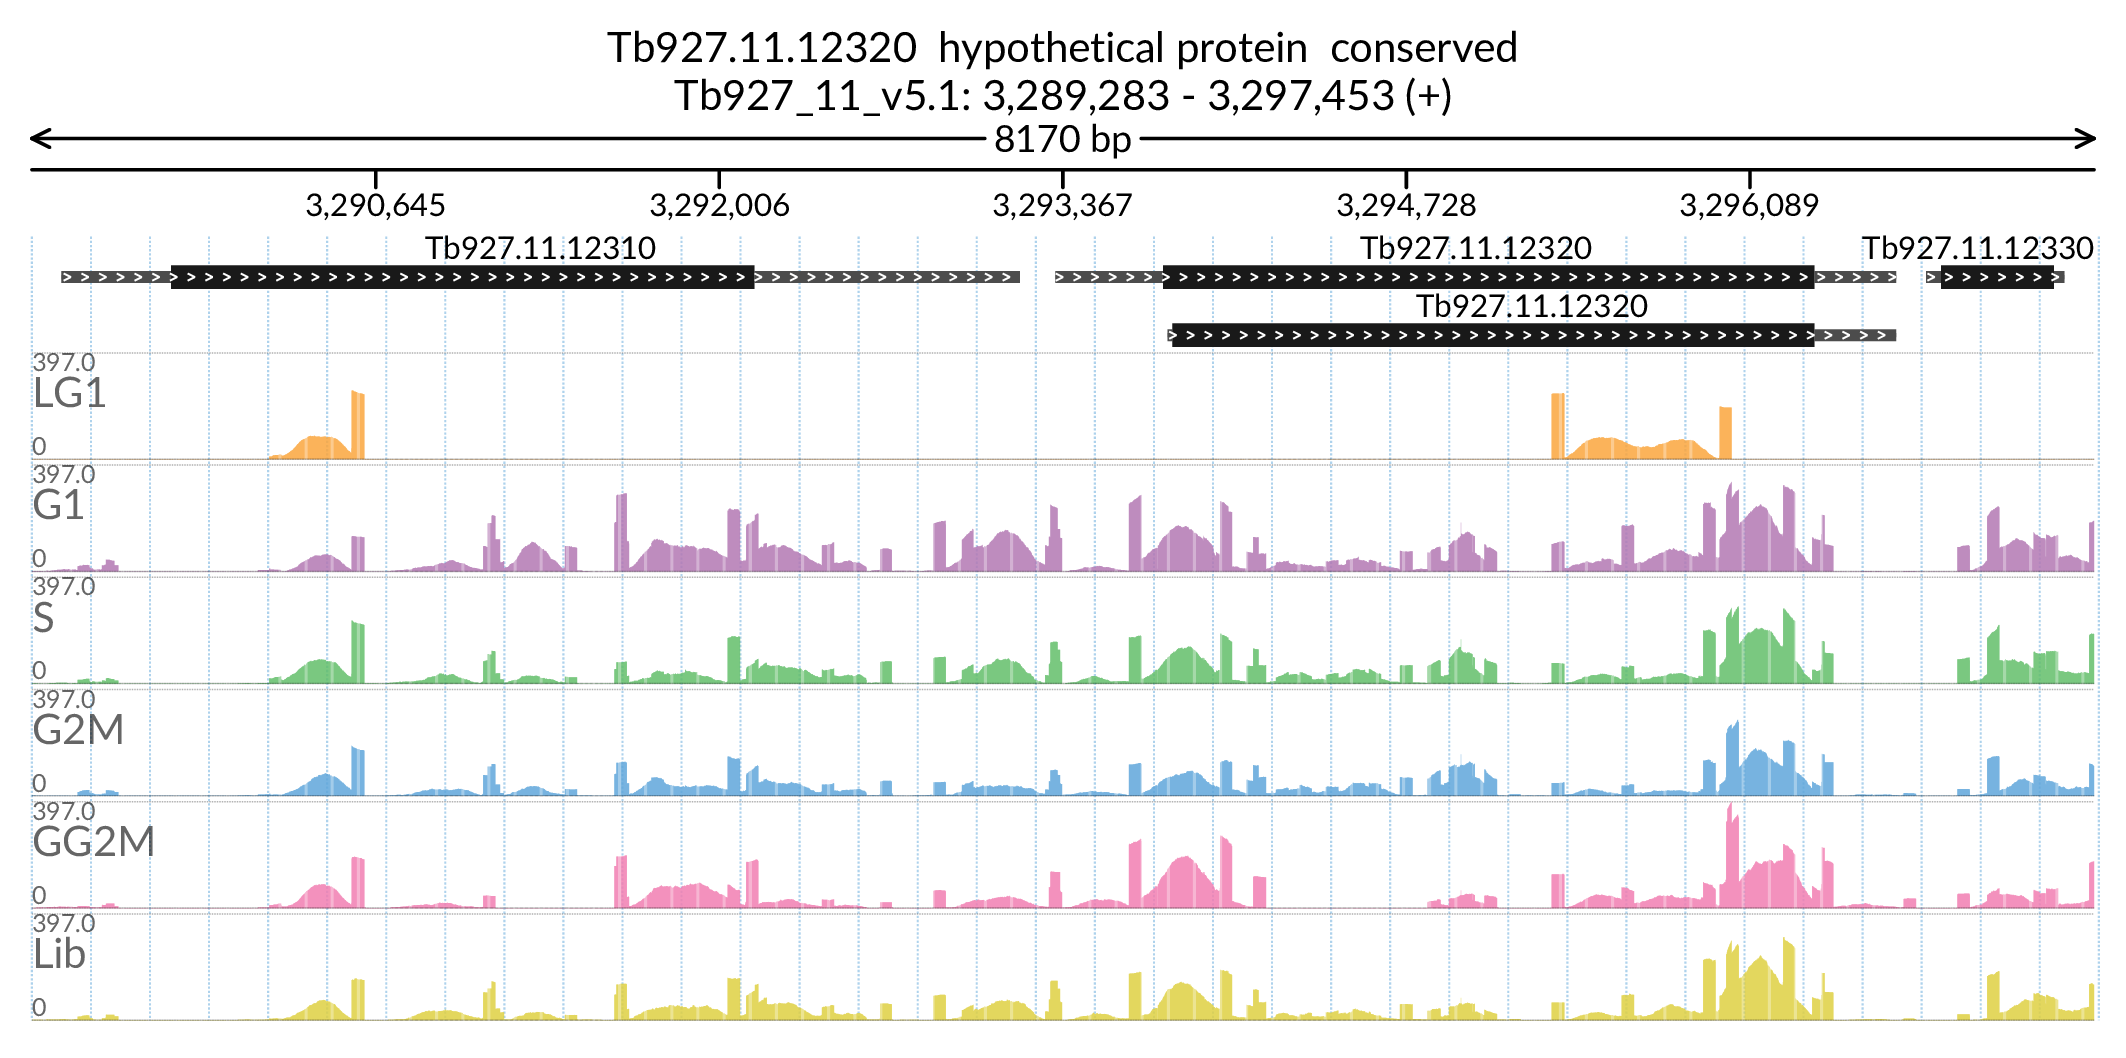 Tb927.11.12320 hypothetical protein conserved
Tb927_11_v5.1: 3,289,283 - 3,297,453 (+)
8170 bp
3,290,645 3,292,006 3,293,367 3,294,728 3,296,089
Tb927.11.12310 Tb927.11.12320 Tb927.11.12330
Tb927.11.12320
397.0
LG1
0
397.0
G1
0
397.0
S
0
397.0
G2M
0
397.0
GG2M
0
397.0
Lib
0